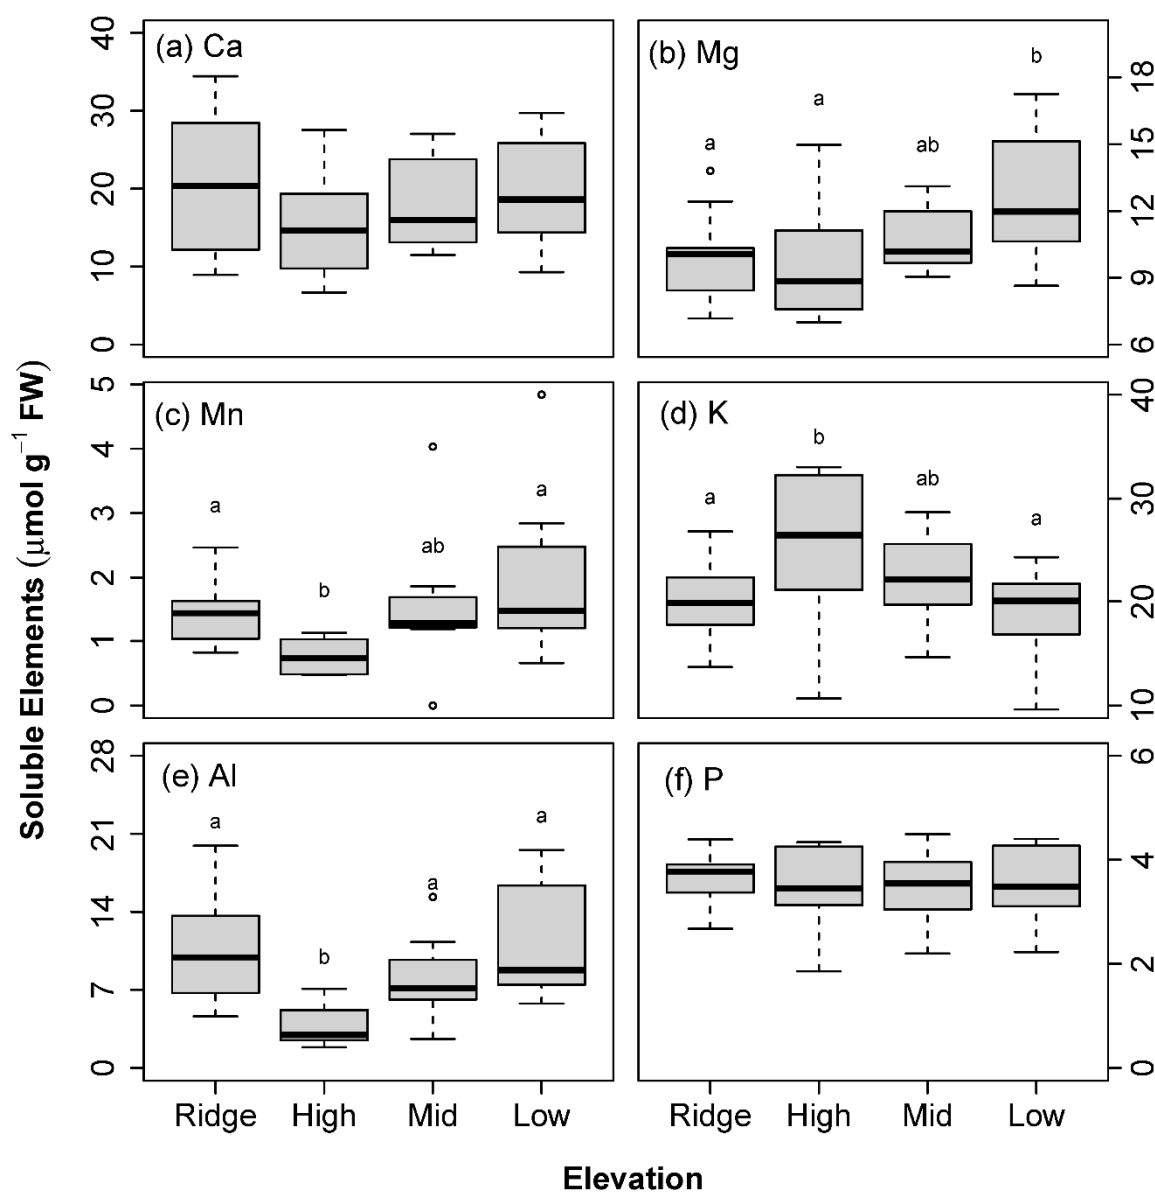 (a) Ca
40
30
20
10
0
(b) Mg
a
a
ab
b
18
15
12
9
6
(c) Mn
5
4
3
2
1
0
a
b
ab
a
(d) K
a
b
ab
a
40
30
20
10
(e) Al
28
21
14
7
0
a
b
a
a
(f) P
6
4
2
0
Ridge High Mid Low
Ridge High Mid Low
Elevation
Soluble Elements (μmol g⁻¹ FW)